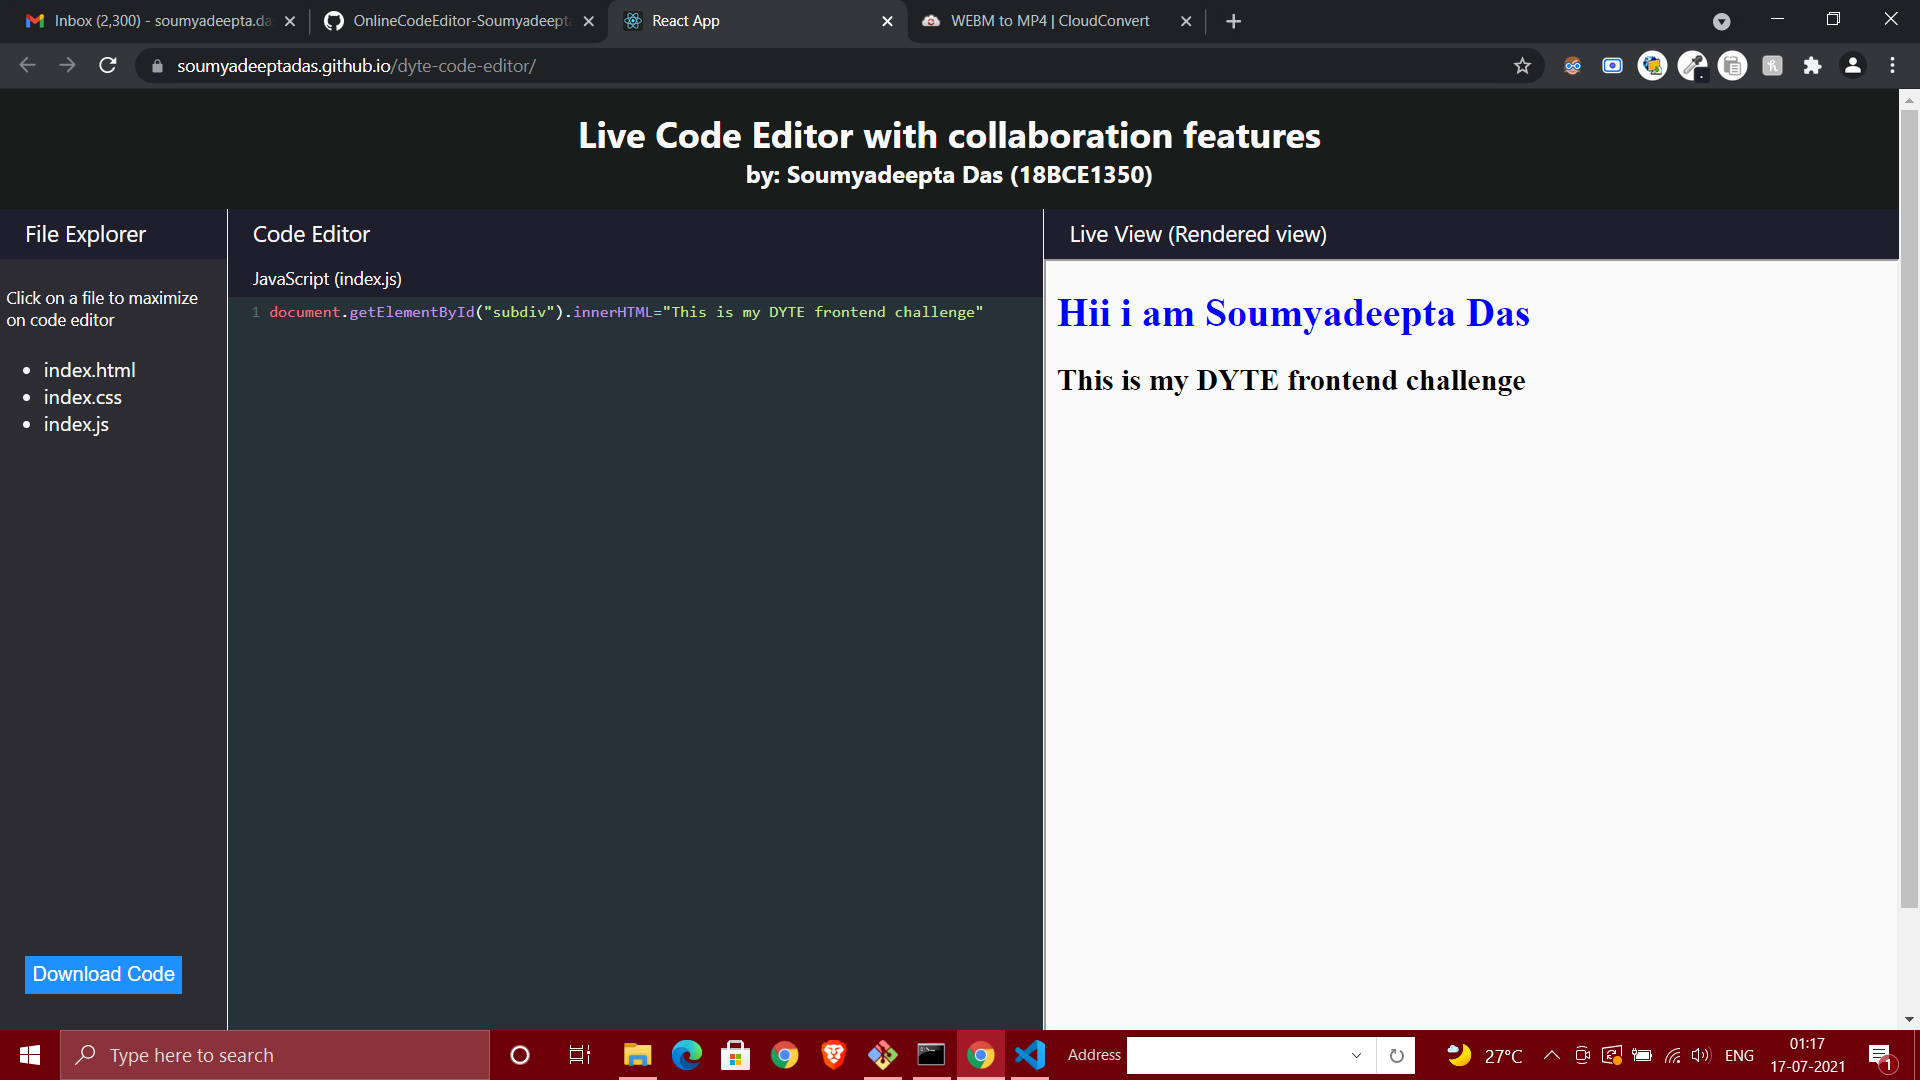 Inbox (2,300) - soumyadeepta.da
OnlineCodeEditor-Soumyadeepta
React App
WEBM to MP4 | CloudConvert
soumyadeeptadas.github.io/dyte-code-editor/
Live Code Editor with collaboration features
by: Soumyadeepta Das (18BCE1350)
File Explorer
Code Editor
Live View (Rendered view)
Click on a file to maximize
on code editor
index.html
index.css
index.js
Download Code
JavaScript (index.js)
1 document.getElementById("subdiv").innerHTML="This is my DYTE frontend challenge"
Hii i am Soumyadeepta Das
This is my DYTE frontend challenge
Type here to search
Address
27°C
ENG
01:17
17-07-2021
1